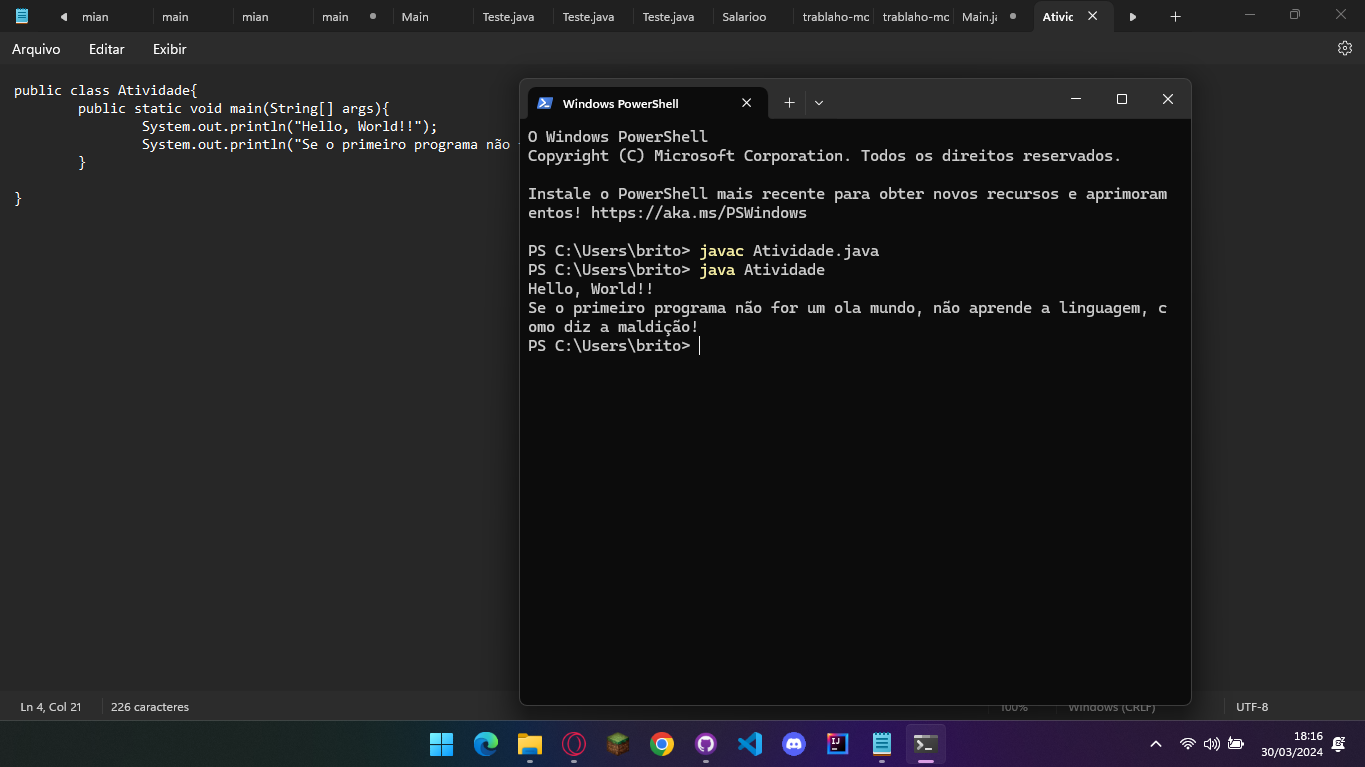 mian
main
mian
main
Main
Teste.java
Teste.java
Teste.java
Salarioo
trablaho-mc
trablaho-mc
Main.ja
Ativic
Arquivo Editar Exibir
public class Atividade{
public static void main(String[] args){
System.out.println("Hello, World!!");
System.out.println("Se o primeiro programa não
}
}
Windows PowerShell
O Windows PowerShell
Copyright (C) Microsoft Corporation. Todos os direitos reservados.
Instale o PowerShell mais recente para obter novos recursos e aprimoram
entos! https://aka.ms/PSWindows
PS C:\Users\brito> javac Atividade.java
PS C:\Users\brito> java Atividade
Hello, World!!
Se o primeiro programa não for um ola mundo, não aprende a linguagem, c
omo diz a maldição!
PS C:\Users\brito>
Ln 4, Col 21 226 caracteres 100% Windows (CRLF) UTF-8
18:16
30/03/2024